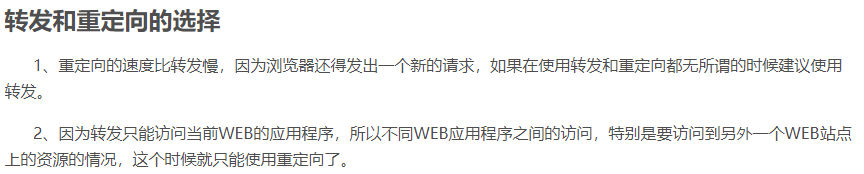 转发和重定向的选择
1、重定向的速度比转发慢，因为浏览器还得发出一个新的请求，如果在使用转发和重定向都无所谓的时候建议使用
转发。
2、因为转发只能访问当前WEB的应用程序，所以不同WEB应用程序之间的访问，特别是要访问到另外一个WEB站点
上的资源的情况，这个时候就只能使用重定向了。